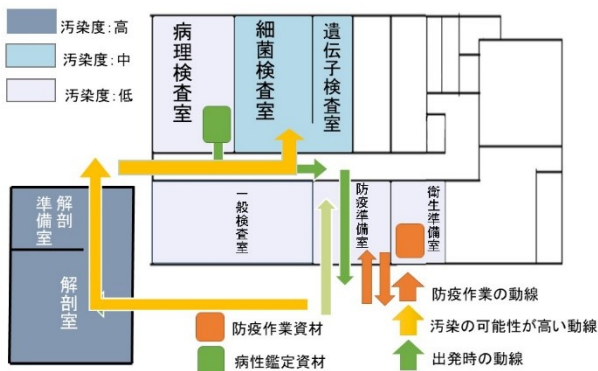 汚染度:高
汚染度:中
汚染度:低
病理検査室
細菌検査室
遺伝子検査室
解剖準備室
解剖室
一般検査室
防疫準備室
衛生準備室
防疫作業資材
病性鑑定資材
防疫作業の動線
汚染の可能性が高い動線
出発時の動線